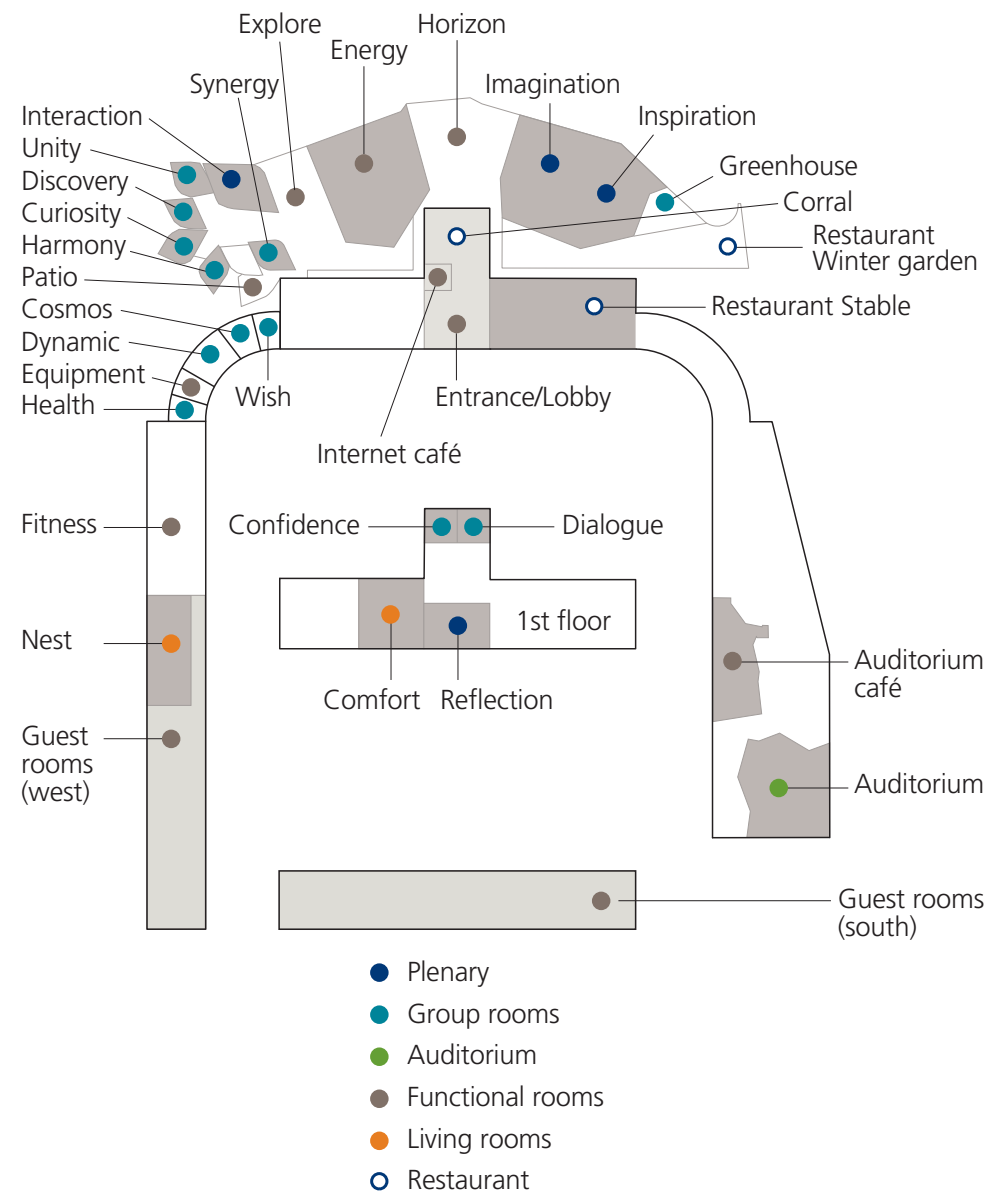 Explore
Horizon
Energy
Synergy
Imagination
Interaction
Inspiration
Unity
Greenhouse
Discovery
Corral
Curiosity
Harmony
Restaurant
Winter garden
Patio
Cosmos
Restaurant Stable
Dynamic
Equipment
Health
Wish
Entrance/Lobby
Internet café
Fitness
Confidence
Dialogue
Nest
1st floor
Auditorium
café
Comfort
Reflection
Guest
rooms
(west)
Auditorium
Guest rooms
(south)
Plenary
Group rooms
Auditorium
Functional rooms
Living rooms
Restaurant